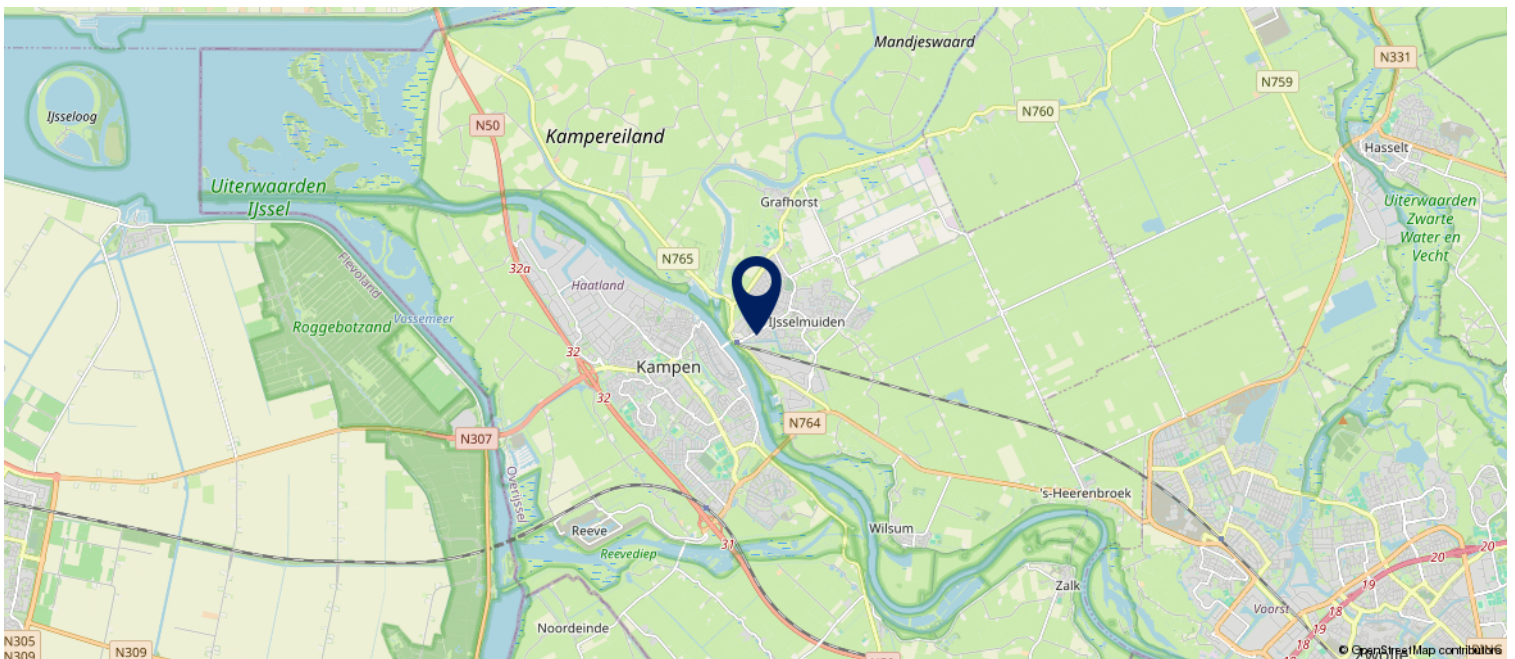 Mandjeswaard
N331
N759
N760
IJsseloog
N50
Kampereiland
Hasselt
Uiterwaarden
IJssel
Grafhorst
Uiterwaarden
Zwarte
Water en
Vecht
N765
32a
Haatland
Flevoland
Vossemeer
Roggebotzand
IJsselmuiden
32
Kampen
32
N764
N307
Overijssel
's-Heerenbroek
Reeve
Wilsum
31
Reevediep
20
20
19
Zalk
Voorst
18
19
18
Noordeinde
N305
N309
N309
Zwolle
© OpenStreetMap contributors